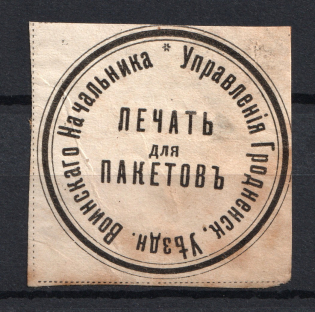 * Управленія Гродненск. Уѣздн. Воинскаго Начальника
ПЕЧАТЬ
для
ПАКЕТОВЪ